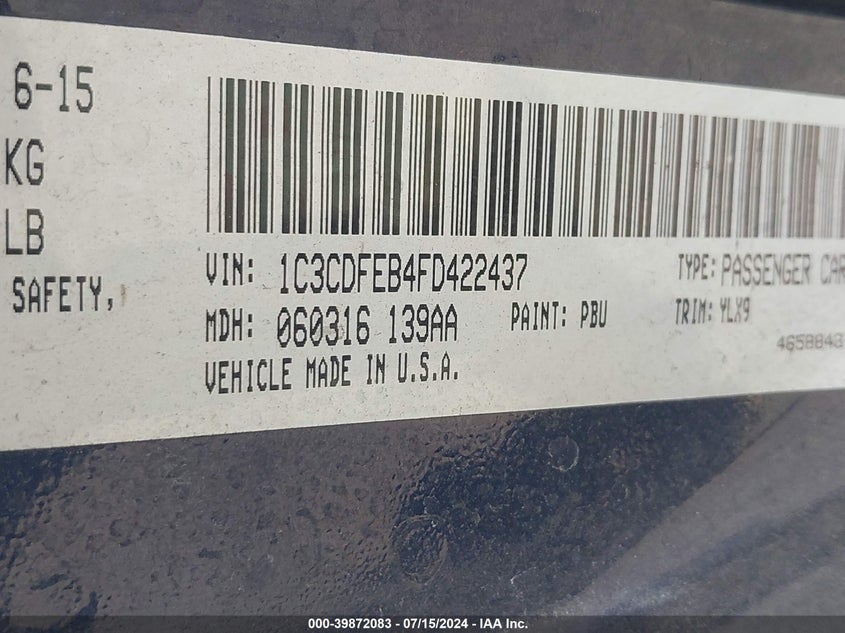 6-15
KG
LB
SAFETY,
VIN: 1C3CDFEB4FD422437
TYPE: PASSENGER CAR
MDH: 060316 139AA
PAINT: PBU
TRIM: YLX9
VEHICLE MADE IN U.S.A.
4658840
000-39872083 - 07/15/2024 - IAA Inc.